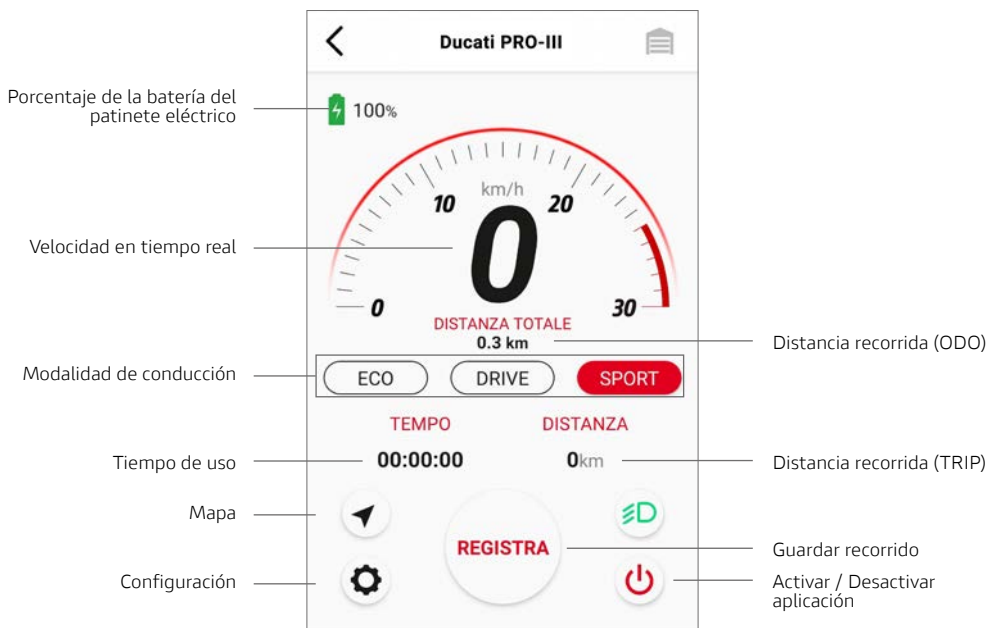 Ducati PRO-III
Porcentaje de la batería del
patinete eléctrico
100%
km/h
10
20
Velocidad en tiempo real
0
0
30
DISTANZA TOTALE
0.3 km
Distancia recorrida (ODO)
Modalidad de conducción
ECO
DRIVE
SPORT
TEMPO
DISTANZA
Tiempo de uso
00:00:00
0km
Distancia recorrida (TRIP)
Mapa
REGISTRA
Guardar recorrido
Configuración
Activar / Desactivar
aplicación